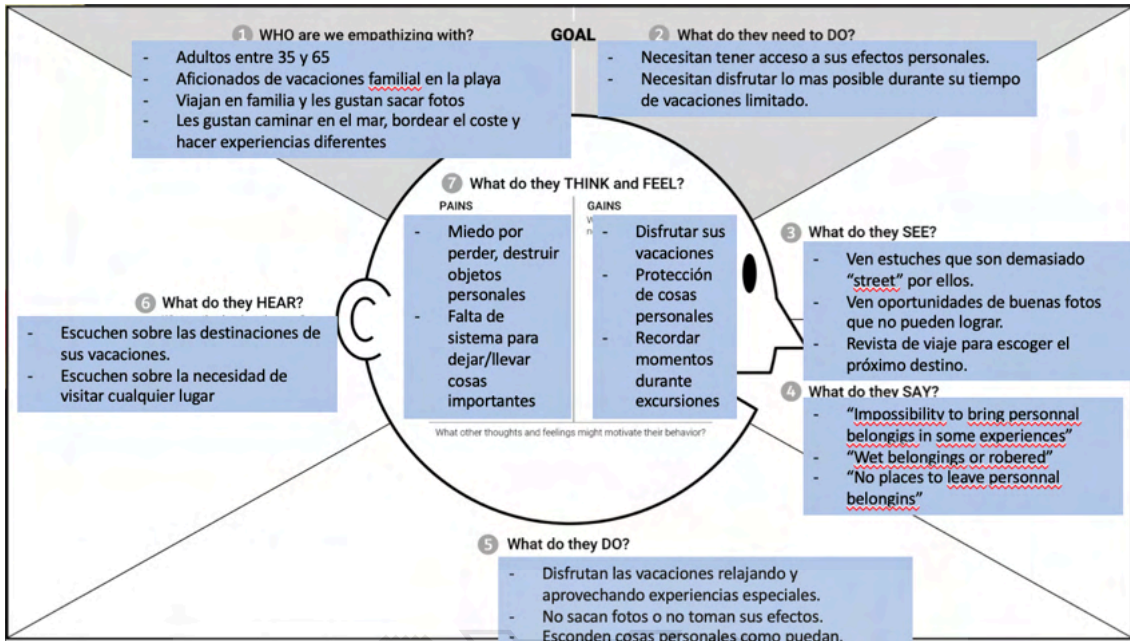 1 WHO are we empathizing with?
GOAL
- Adultos entre 35 y 65
- Aficionados de vacaciones familial en la playa
- Viajan en familia y les gustan sacar fotos
- Les gustan caminar en el mar, bordear el coste y
hacer experiencias diferentes
2 What do they need to DO?
- Necesitan tener acceso a sus efectos personales.
- Necesitan disfrutar lo mas posible durante su tiempo
de vacaciones limitado.
7 What do they THINK and FEEL?
PAINS
- Miedo por
perder, destruir
objetos
personales
- Falta de
sistema para
dejar/llevar
cosas
importantes
GAINS
- Disfrutar sus
vacaciones
- Protección
de cosas
personales
- Recordar
momentos
durante
excursiones
What other thoughts and feelings might motivate their behavior?
3 What do they SEE?
- Ven estuches que son demasiado
"street" por ellos.
- Ven oportunidades de buenas fotos
que no pueden lograr.
- Revista de viaje para escoger el
próximo destino.
4 What do they SAY?
- "Impossibility to bring personnal
belongigs in some experiences"
- "Wet belongings or robered"
- "No places to leave personnal
belongins"
6 What do they HEAR?
- Escuchen sobre las destinaciones de
sus vacaciones.
- Escuchen sobre la necesidad de
visitar cualquier lugar
5 What do they DO?
- Disfrutan las vacaciones relajando y
aprovechando experiencias especiales.
- No sacan fotos o no toman sus efectos.
- Esconden cosas personales como puedan.